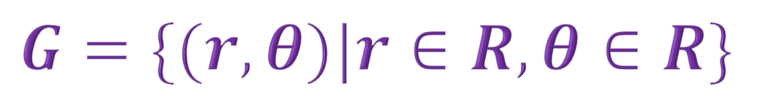 G = {(r, θ)|r ∈ R, θ ∈ R}